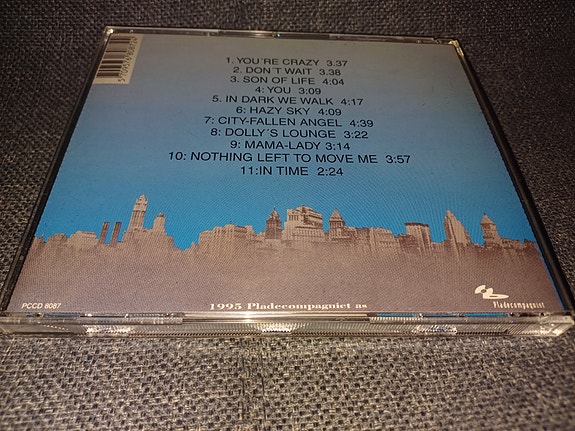 1. YOU´RE CRAZY 3.37
2. DON´T WAIT 3.38
3. SON OF LIFE 4:04
4: YOU 3:09
5. IN DARK WE WALK 4:17
6: HAZY SKY 4:09
7: CITY-FALLEN ANGEL 4:39
8: DOLLY´S LOUNGE 3:22
9: MAMA-LADY 3:14
10: NOTHING LEFT TO MOVE ME 3:57
11:IN TIME 2:24
PCCD 8087
1995 Pladecompagniet as
Pladecompagniet